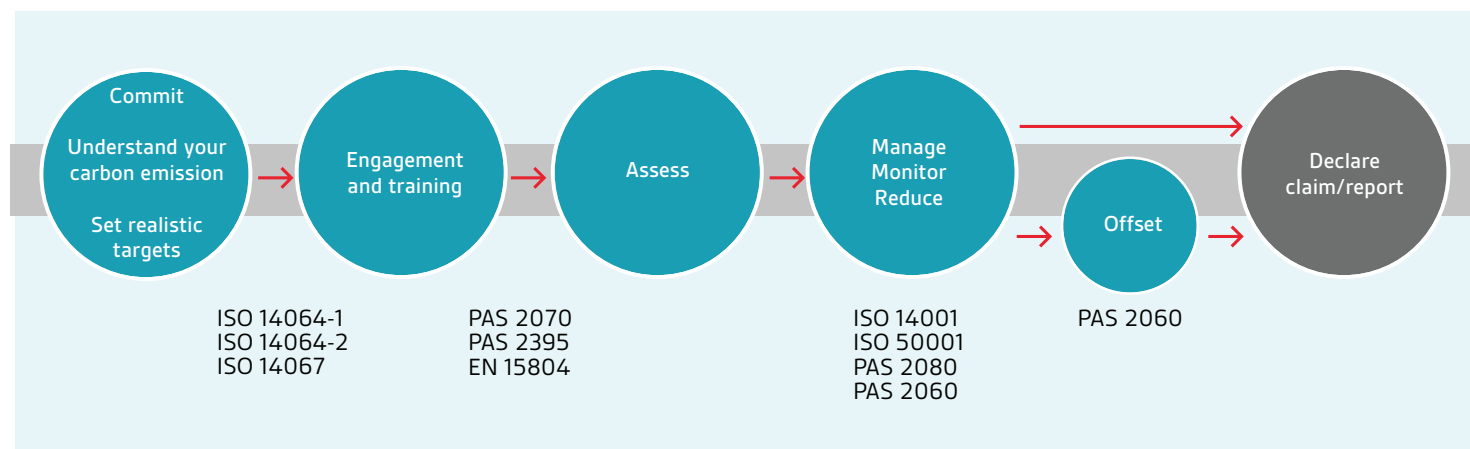 Commit
Understand your
carbon emission
Set realistic
targets
Engagement
and training
Assess
Manage
Monitor
Reduce
Offset
Declare
claim/report
ISO 14064-1
ISO 14064-2
ISO 14067
PAS 2070
PAS 2395
EN 15804
ISO 14001
ISO 50001
PAS 2080
PAS 2060
PAS 2060